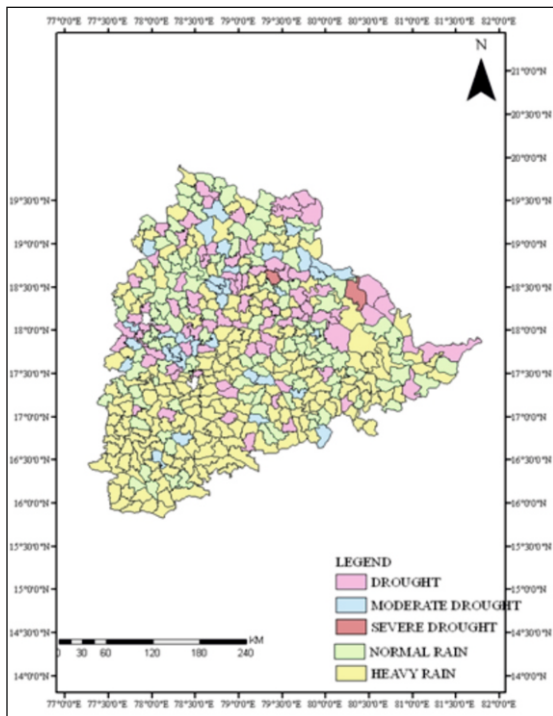 77°0'0"E 77°30'0"E 78°0'0"E 78°30'0"E 79°0'0"E 79°30'0"E 80°0'0"E 80°30'0"E 81°0'0"E 81°30'0"E 82°0'0"E
N
21°0'0"N
20°30'0"N
20°0'0"N
19°30'0"N 19°30'0"N
19°0'0"N 19°0'0"N
18°30'0"N 18°30'0"N
18°0'0"N 18°0'0"N
17°30'0"N 17°30'0"N
17°0'0"N 17°0'0"N
16°30'0"N 16°30'0"N
16°0'0"N 16°0'0"N
15°30'0"N 15°30'0"N
LEGEND
15°0'0"N DROUGHT 15°0'0"N
MODERATE DROUGHT
14°30'0"N SEVERE DROUGHT 14°30'0"N
KM
NORMAL RAIN
0 30 60 120 180 240
14°0'0"N HEAVY RAIN 14°0'0"N
77°0'0"E 77°30'0"E 78°0'0"E 78°30'0"E 79°0'0"E 79°30'0"E 80°0'0"E 80°30'0"E 81°0'0"E 81°30'0"E 82°0'0"E